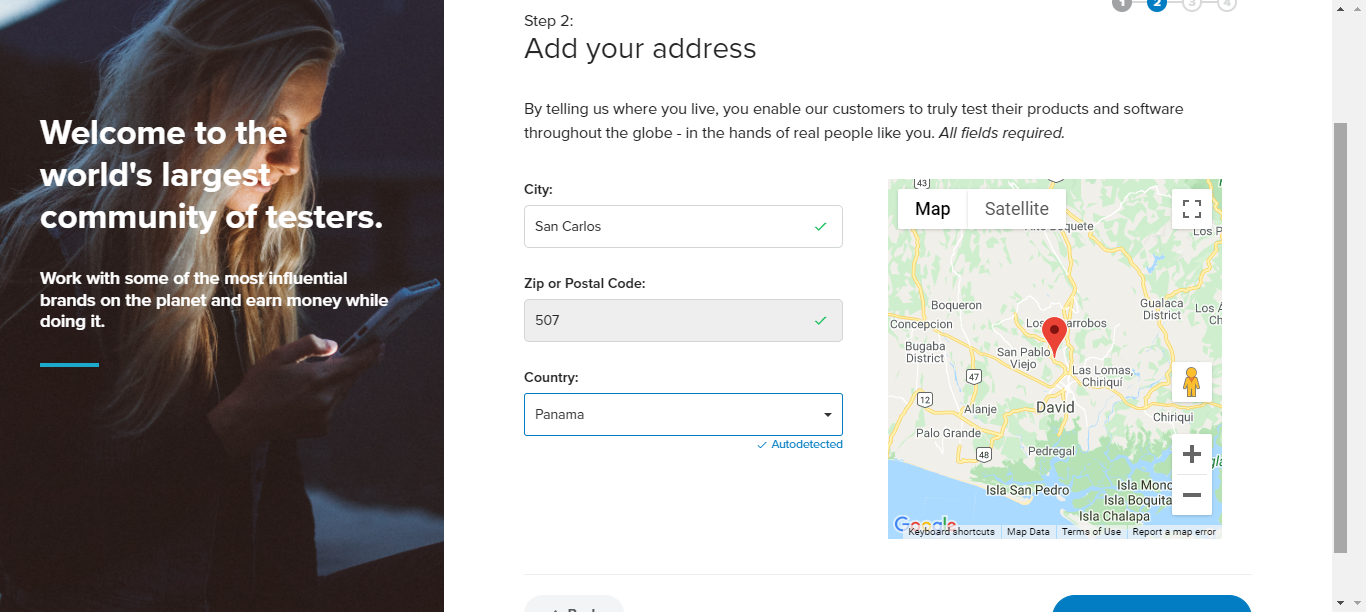 Welcome to the
world's largest
community of testers.
Work with some of the most influential
brands on the planet and earn money while
doing it.
1 2 3 4
Step 2:
Add your address
By telling us where you live, you enable our customers to truly test their products and software
throughout the globe - in the hands of real people like you. All fields required.
City:
San Carlos
Zip or Postal Code:
507
Country:
Panama
Autodetected
43
Map
Satellite
Boquete
Los P
Boqueron
Gualaca
District
Los A
Concepcion
Bugaba
District
San Pablo
Viejo
Las Lomas,
Chiriquí
47
12
Alanje
David
Chiriqui
Palo Grande
48
Pedregal
Isla San Pedro
Isla Mono
Isla Boquita
Isla Chalapa
Google
Keyboard shortcuts
Map Data
Terms of Use
Report a map error